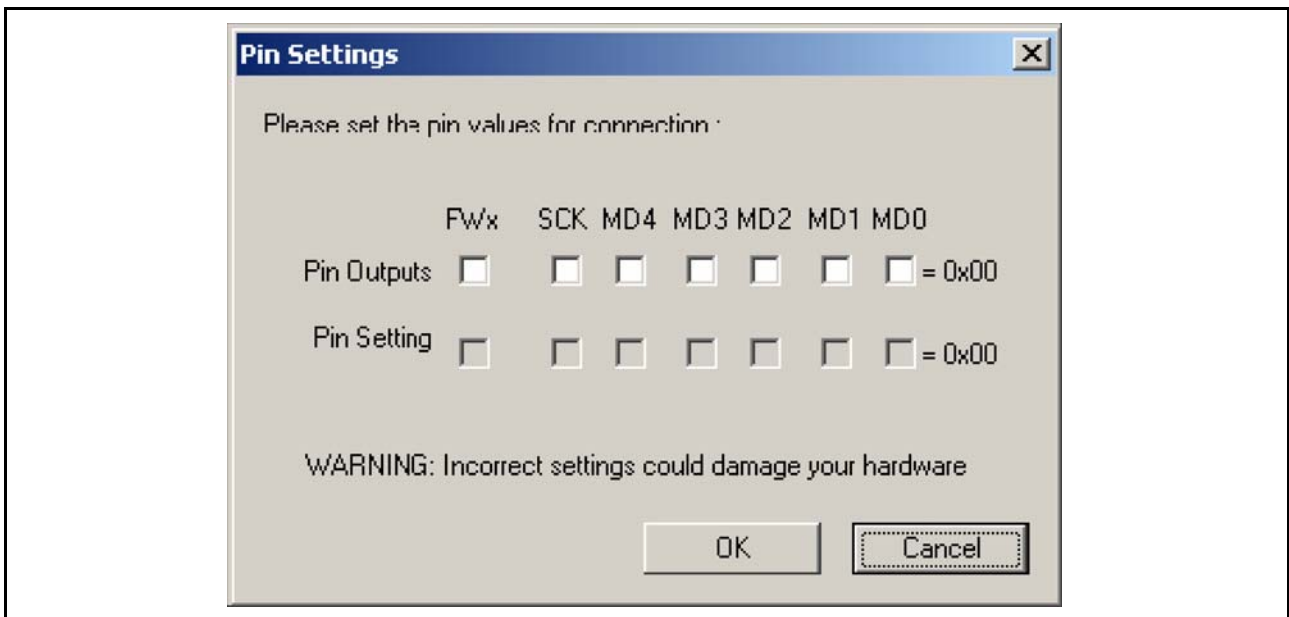 Pin Settings
Please set the pin values for connection :
FWx SCK MD4 MD3 MD2 MD1 MD0
Pin Outputs = 0x00
Pin Setting = 0x00
WARNING: Incorrect settings could damage your hardware
OK Cancel